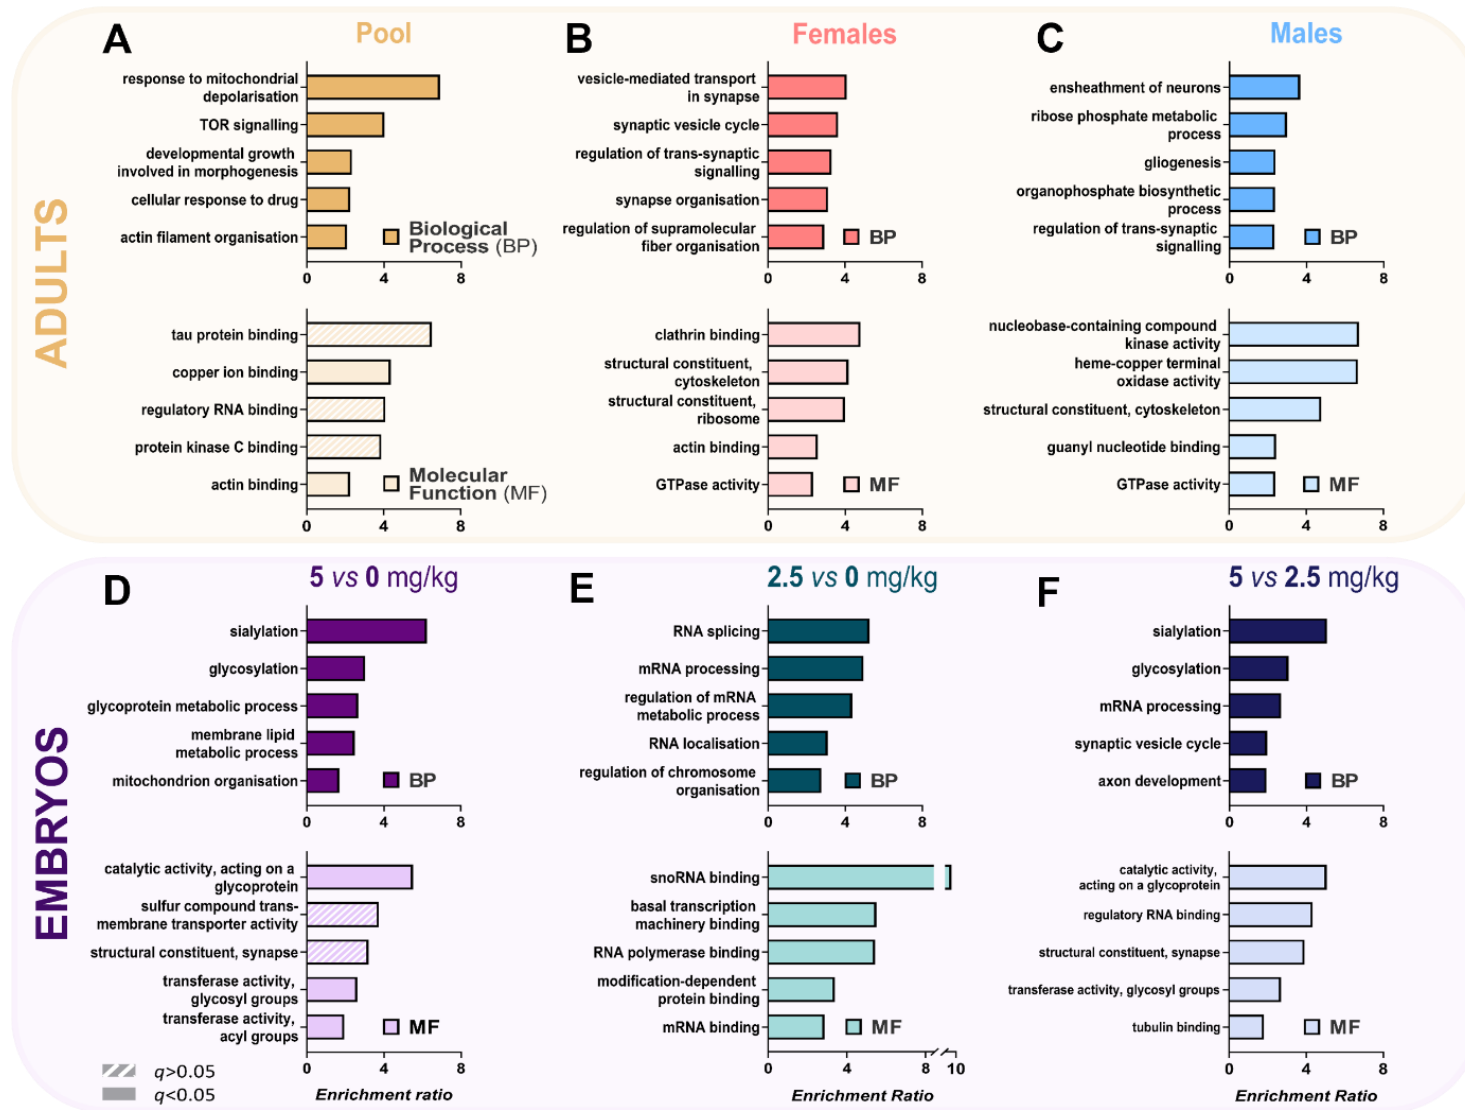 ADULTS
A
Pool
response to mitochondrial
depolarisation
TOR signalling
developmental growth
involved in morphogenesis
cellular response to drug
actin filament organisation
Biological
Process (BP)
0 4 8
tau protein binding
copper ion binding
regulatory RNA binding
protein kinase C binding
actin binding
Molecular
Function (MF)
0 4 8
B
Females
vesicle-mediated transport
in synapse
synaptic vesicle cycle
regulation of trans-synaptic
signalling
synapse organisation
regulation of supramolecular
fiber organisation
BP
0 4 8
clathrin binding
structural constituent,
cytoskeleton
structural constituent,
ribosome
actin binding
GTPase activity
MF
0 4 8
C
Males
ensheathment of neurons
ribose phosphate metabolic
process
gliogenesis
organophosphate biosynthetic
process
regulation of trans-synaptic
signalling
BP
0 4 8
nucleobase-containing compound
kinase activity
heme-copper terminal
oxidase activity
structural constituent, cytoskeleton
guanyl nucleotide binding
GTPase activity
MF
0 4 8
EMBRYOS
D
5 vs 0 mg/kg
sialylation
glycosylation
glycoprotein metabolic process
membrane lipid
metabolic process
mitochondrion organisation
BP
0 4 8
catalytic activity, acting on a
glycoprotein
sulfur compound trans-
membrane transporter activity
structural constituent, synapse
transferase activity,
glycosyl groups
transferase activity,
acyl groups
MF
0 4 8
Enrichment ratio
q>0.05
q<0.05
E
2.5 vs 0 mg/kg
RNA splicing
mRNA processing
regulation of mRNA
metabolic process
RNA localisation
regulation of chromosome
organisation
BP
0 4 8
snoRNA binding
basal transcription
machinery binding
RNA polymerase binding
modification-dependent
protein binding
mRNA binding
MF
0 4 8 10
Enrichment Ratio
F
5 vs 2.5 mg/kg
sialylation
glycosylation
mRNA processing
synaptic vesicle cycle
axon development
BP
0 4 8
catalytic activity,
acting on a glycoprotein
regulatory RNA binding
structural constituent, synapse
transferase activity, glycosyl groups
tubulin binding
MF
0 4 8
Enrichment Ratio